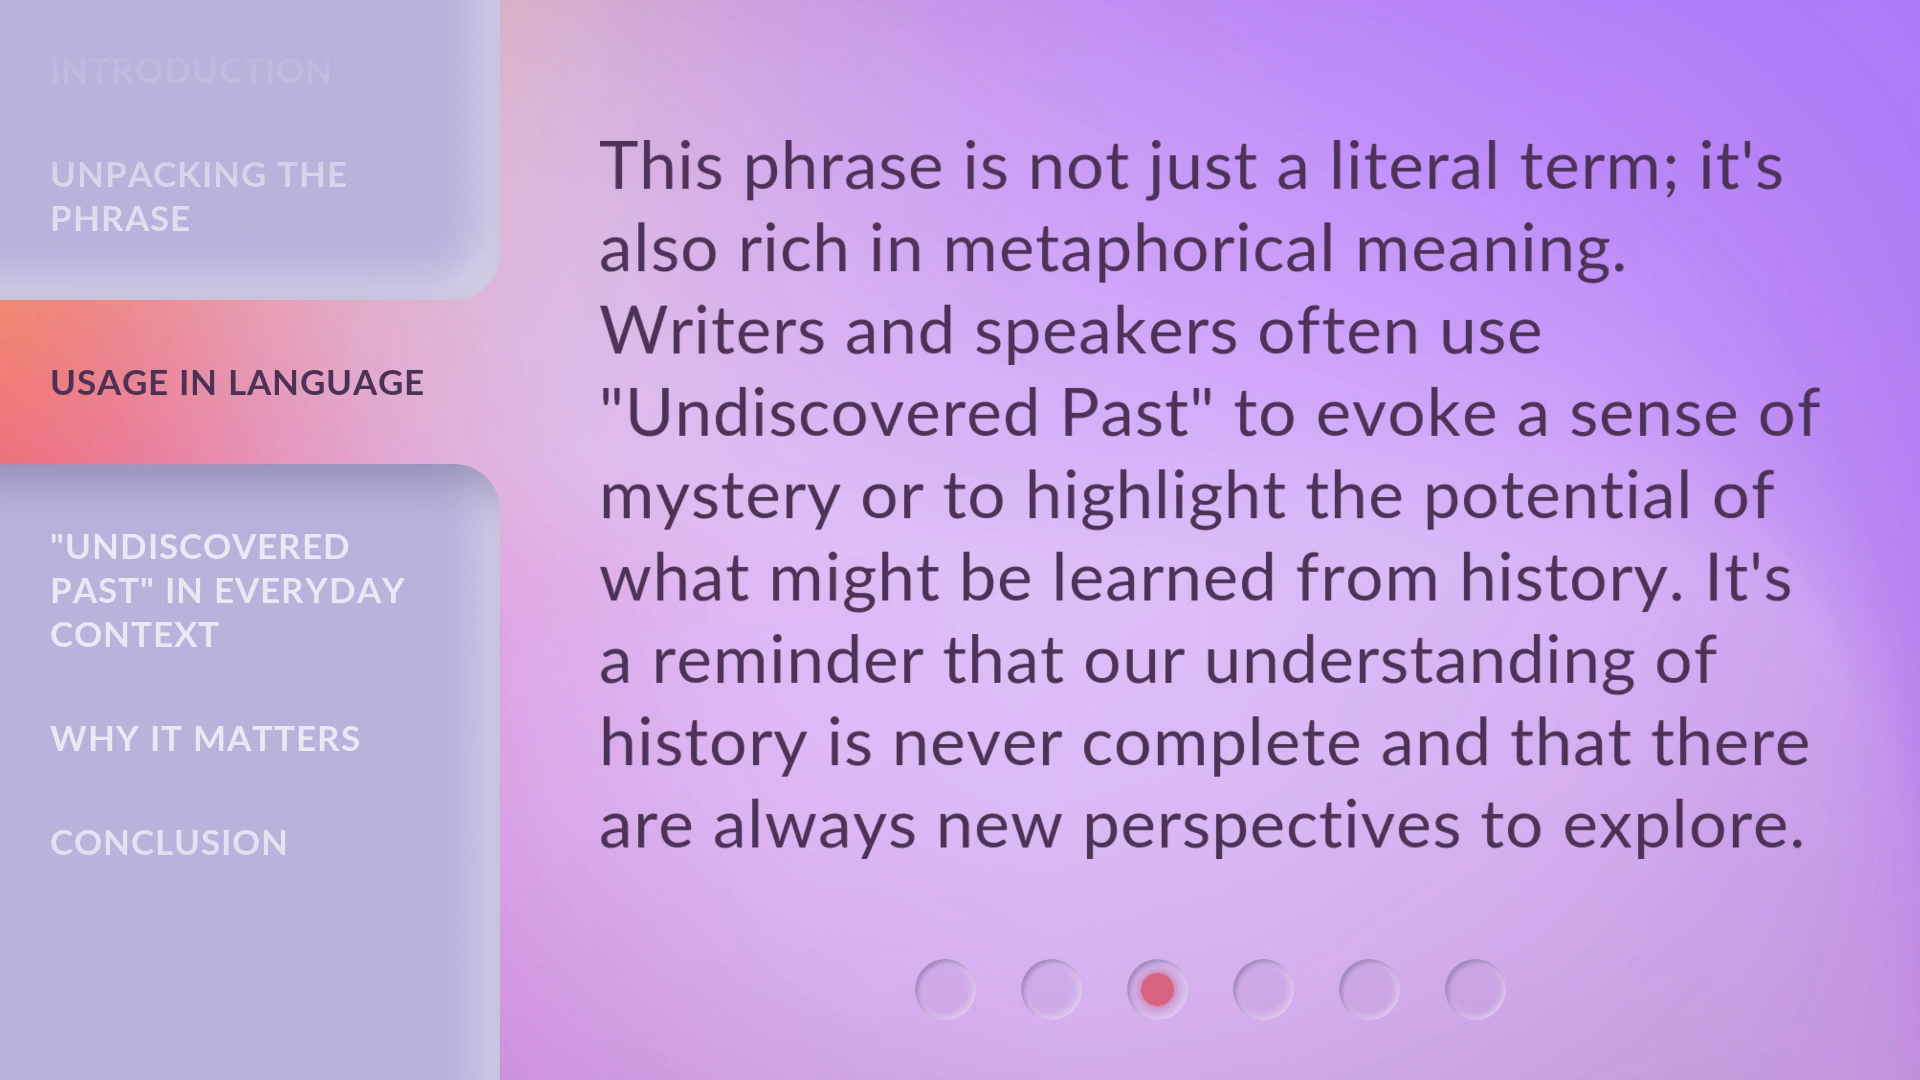 INTRODUCTION
UNPACKING THE
PHRASE
USAGE IN LANGUAGE
"UNDISCOVERED
PAST" IN EVERYDAY
CONTEXT
WHY IT MATTERS
CONCLUSION
This phrase is not just a literal term; it's
also rich in metaphorical meaning.
Writers and speakers often use
"Undiscovered Past" to evoke a sense of
mystery or to highlight the potential of
what might be learned from history. It's
a reminder that our understanding of
history is never complete and that there
are always new perspectives to explore.